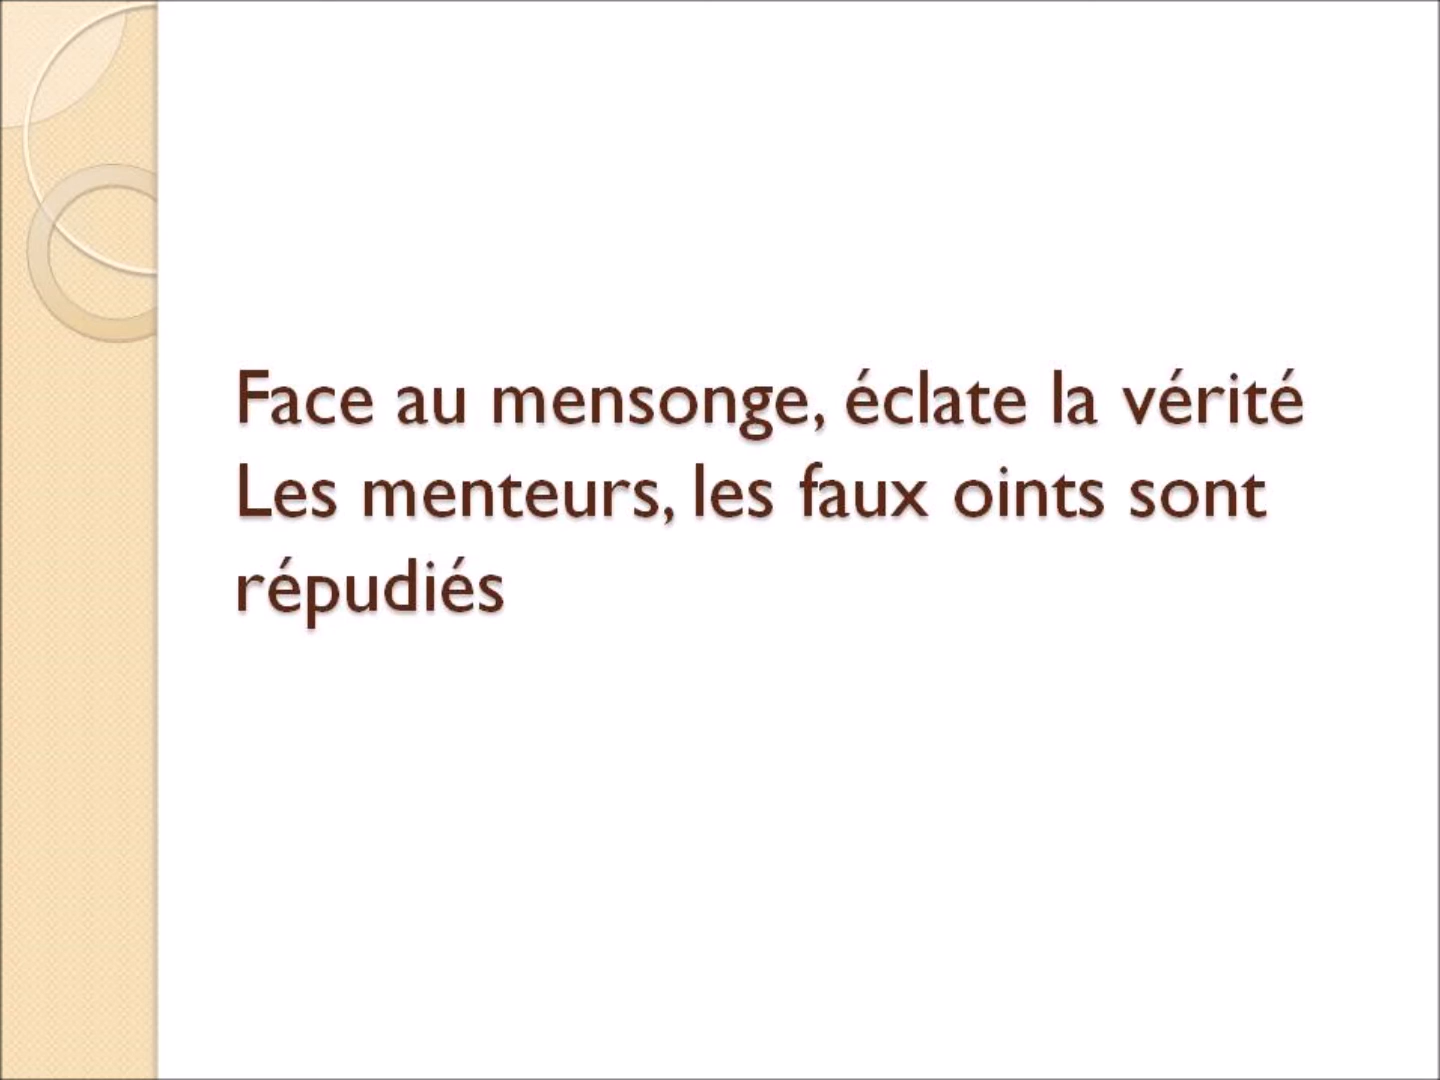 Face au mensonge, éclate la vérité
Les menteurs, les faux oints sont
répudiés